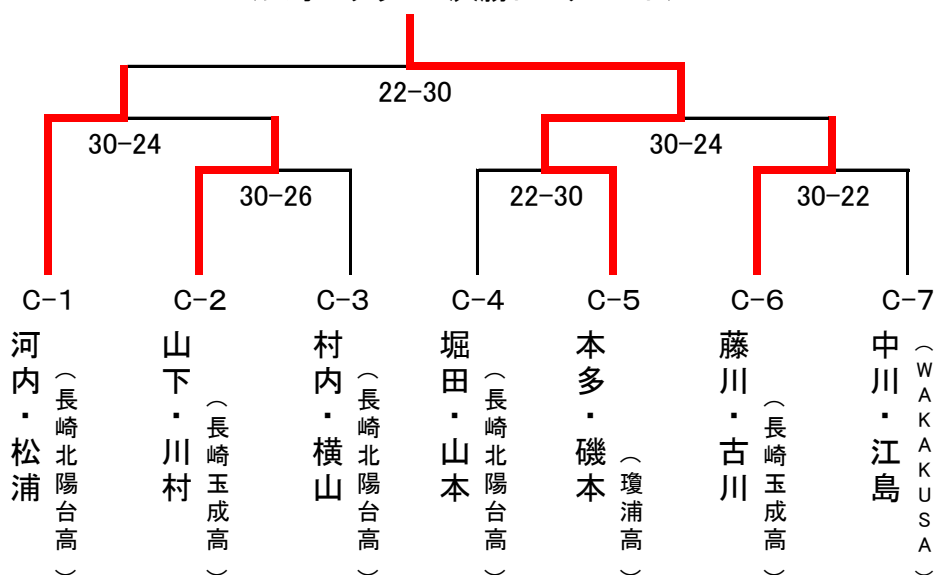 22-30
30-24
30-24
30-26
22-30
30-22
C-1
C-2
C-3
C-4
C-5
C-6
C-7
河内・松浦
（長崎北陽台高）
山下・川村
（長崎玉成高）
村内・横山
（長崎北陽台高）
堀田・山本
（長崎北陽台高）
本多・磯本
（瓊浦高）
藤川・古川
（長崎玉成高）
中川・江島
（WAKAKUSA）